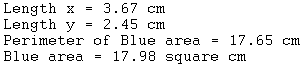 Length x = 3.67 cm
Length y = 2.45 cm
Perimeter of Blue area = 17.65 cm
Blue area = 17.98 square cm